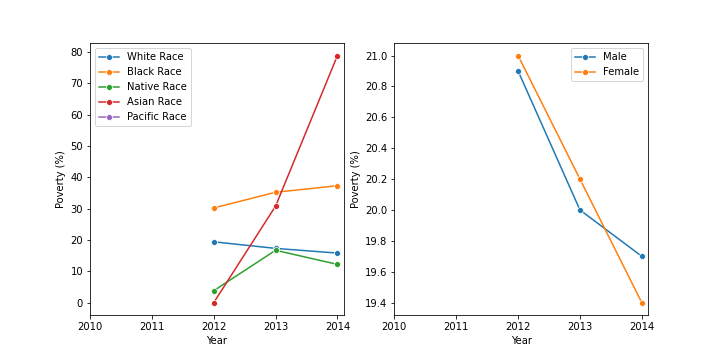 Poverty (%)
80
70
60
50
40
30
20
10
0
White Race
Black Race
Native Race
Asian Race
Pacific Race
2010
2011
2012
2013
2014
Year
Poverty (%)
21.0
20.8
20.6
20.4
20.2
20.0
19.8
19.6
19.4
Male
Female
2010
2011
2012
2013
2014
Year